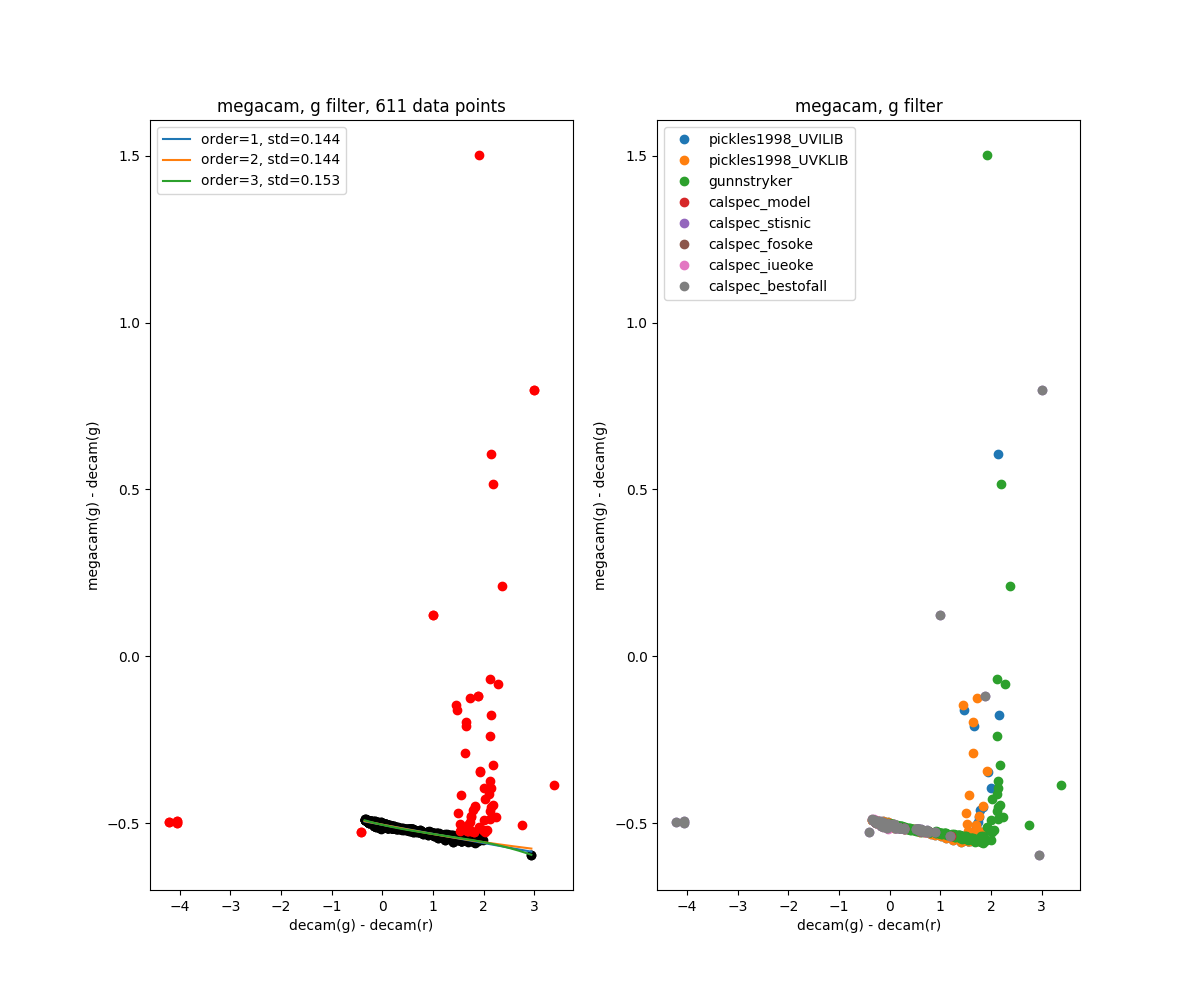 megacam, g filter, 611 data points
order=1, std=0.144
order=2, std=0.144
order=3, std=0.153
1.5
1.0
0.5
0.0
−0.5
megacam(g) - decam(g)
−4
−3
−2
−1
0
1
2
3
decam(g) - decam(r)
megacam, g filter
pickles1998_UVILIB
pickles1998_UVKLIB
gunnstryker
calspec_model
calspec_stisnic
calspec_fosoke
calspec_iueoke
calspec_bestofall
1.5
1.0
0.5
0.0
−0.5
megacam(g) - decam(g)
−4
−3
−2
−1
0
1
2
3
decam(g) - decam(r)